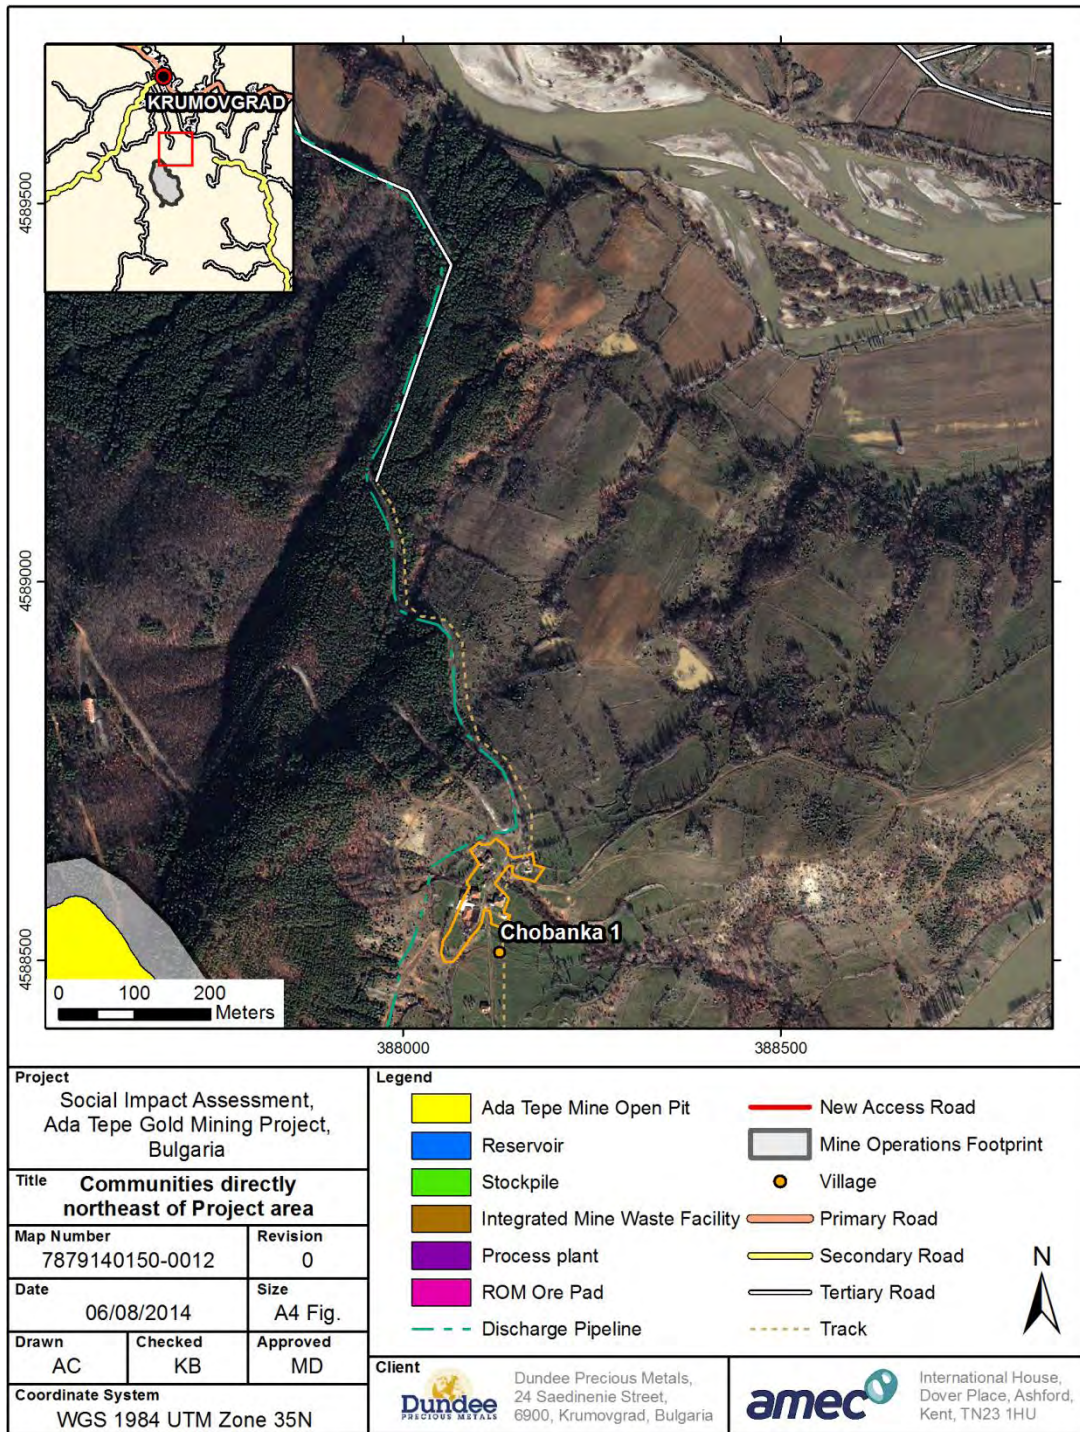 KRUMOVGRAD
4589500
4589000
4588500
Chobanka 1
0 100 200
Meters
388000 388500
Project
Social Impact Assessment,
Ada Tepe Gold Mining Project,
Bulgaria
Title Communities directly
northeast of Project area
Map Number
7879140150-0012
Revision
0
Date
06/08/2014
Size
A4 Fig.
Drawn
AC
Checked
KB
Approved
MD
Coordinate System
WGS 1984 UTM Zone 35N
Legend
Ada Tepe Mine Open Pit
Reservoir
Stockpile
Integrated Mine Waste Facility
Process plant
ROM Ore Pad
Discharge Pipeline
New Access Road
Mine Operations Footprint
Village
Primary Road
Secondary Road
Tertiary Road
Track
N
Client
Dundee
PRECIOUS METALS
Dundee Precious Metals,
24 Saedinenie Street,
6900, Krumovgrad, Bulgaria
amec
International House,
Dover Place, Ashford,
Kent, TN23 1HU